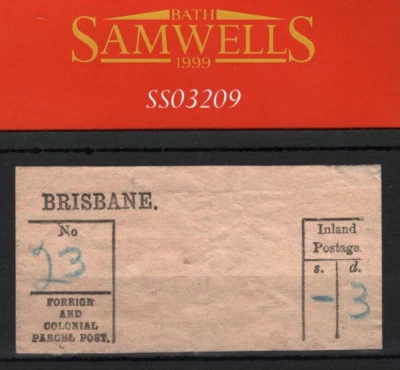 BATH
SAMWELLS
1999
SS03209
BRISBANE.
No
23
FOREIGN
AND
COLONIAL
PARCEL POST.
Inland
Postage.
s. d.
- 3